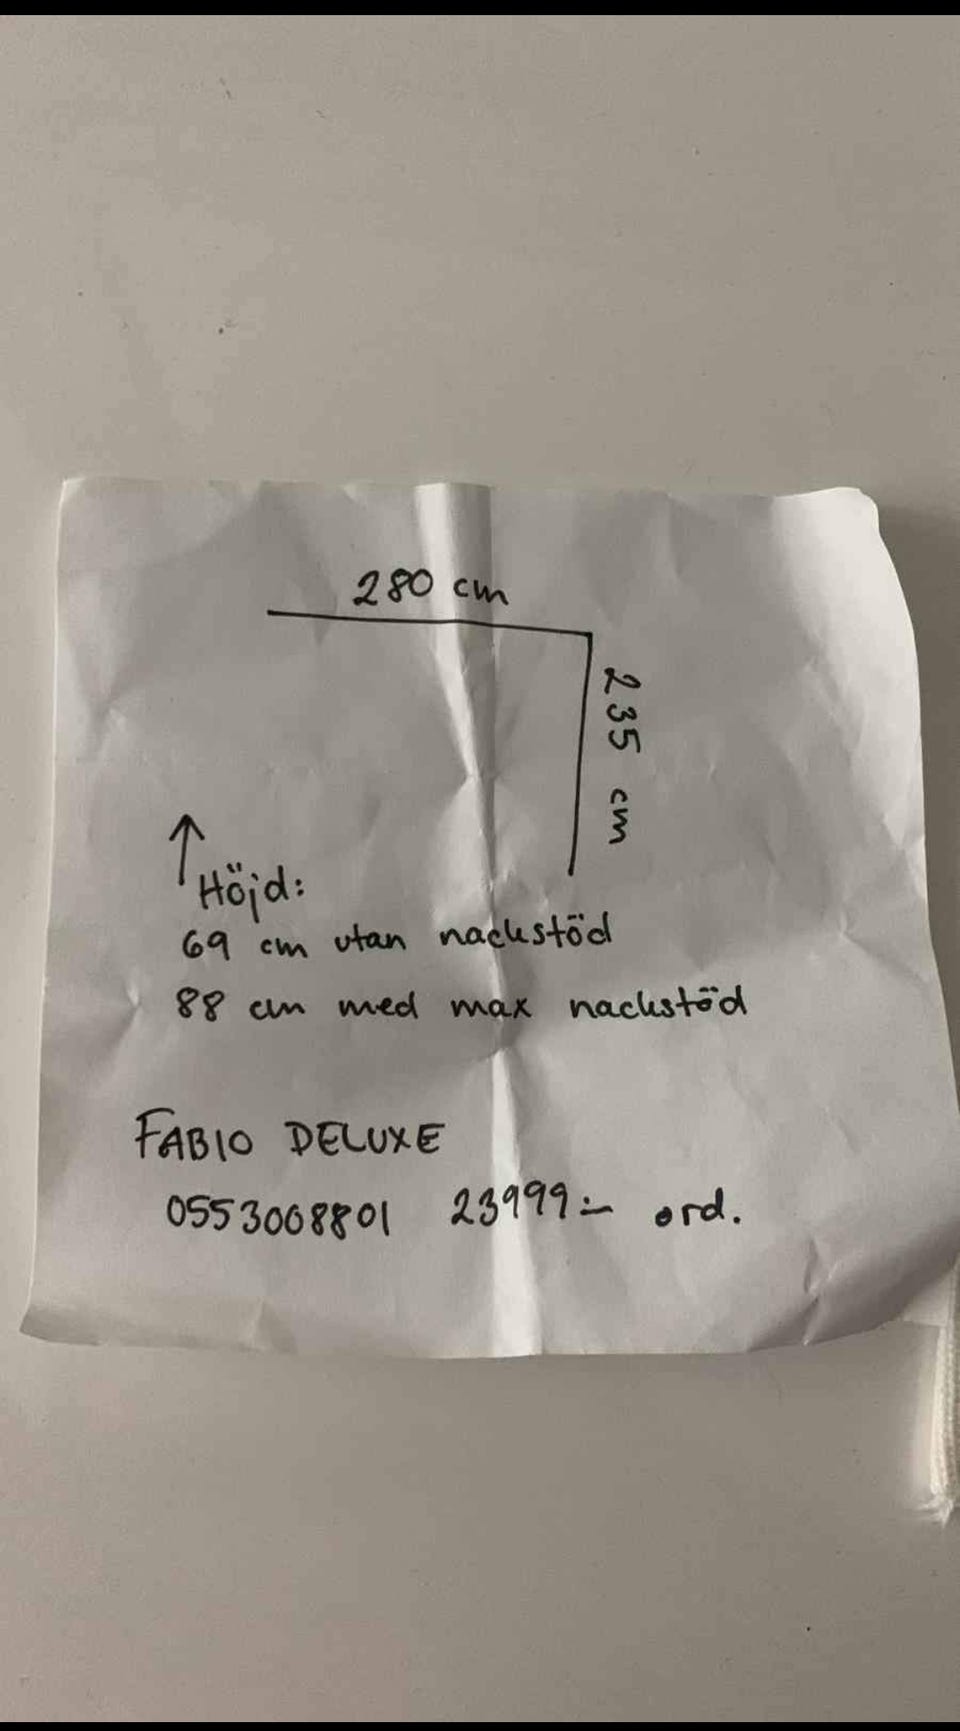 280 cm
235 cm
Höjd:
69 cm utan nackstöd
88 cm med max nackstöd
FABIO DELUXE
0553008801 23999:- ord.